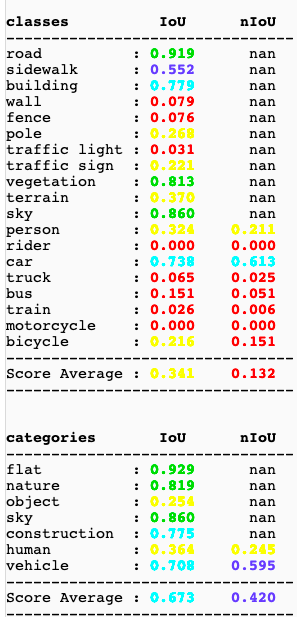 classes IoU nIoU
--------------------------------
road : 0.919 nan
sidewalk : 0.552 nan
building : 0.779 nan
wall : 0.079 nan
fence : 0.076 nan
pole : 0.268 nan
traffic light : 0.031 nan
traffic sign : 0.221 nan
vegetation : 0.813 nan
terrain : 0.370 nan
sky : 0.860 nan
person : 0.324 0.211
rider : 0.000 0.000
car : 0.738 0.613
truck : 0.065 0.025
bus : 0.151 0.051
train : 0.026 0.006
motorcycle : 0.000 0.000
bicycle : 0.216 0.151
--------------------------------
Score Average : 0.341 0.132
--------------------------------
categories IoU nIoU
--------------------------------
flat : 0.929 nan
nature : 0.819 nan
object : 0.254 nan
sky : 0.860 nan
construction : 0.775 nan
human : 0.364 0.245
vehicle : 0.708 0.595
--------------------------------
Score Average : 0.673 0.420
--------------------------------